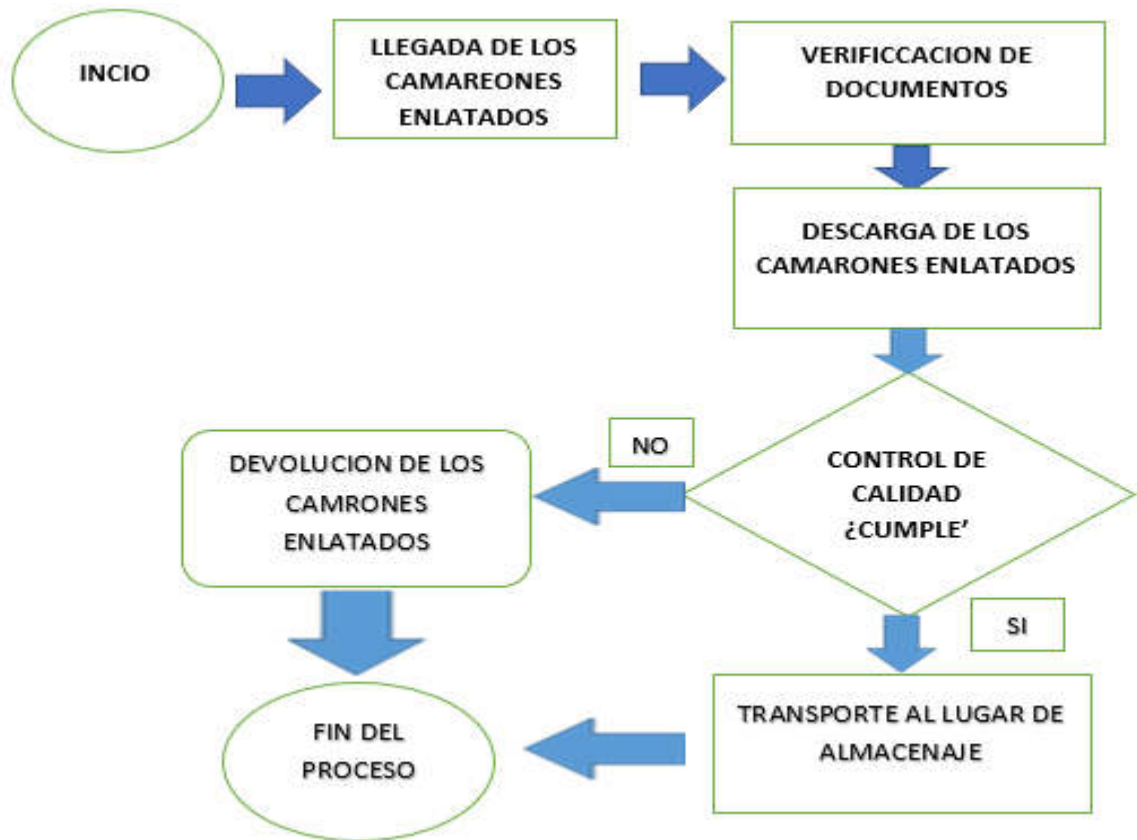 INCIO
LLEGADA DE LOS
CAMAREONES
ENLATADOS
VERIFICCACION DE
DOCUMENTOS
DESCARGA DE LOS
CAMARONES ENLATADOS
CONTROL DE
CALIDAD
¿CUMPLE'
NO
DEVOLUCION DE LOS
CAMRONES
ENLATADOS
SI
TRANSPORTE AL LUGAR DE
ALMACENAJE
FIN DEL
PROCESO